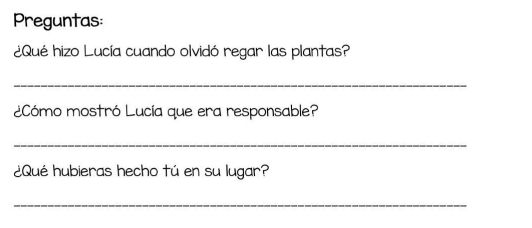 Preguntas:
¿Qué hizo Lucía cuando olvidó regar las plantas?
¿Cómo mostró Lucía que era responsable?
¿Qué hubieras hecho tú en su lugar?